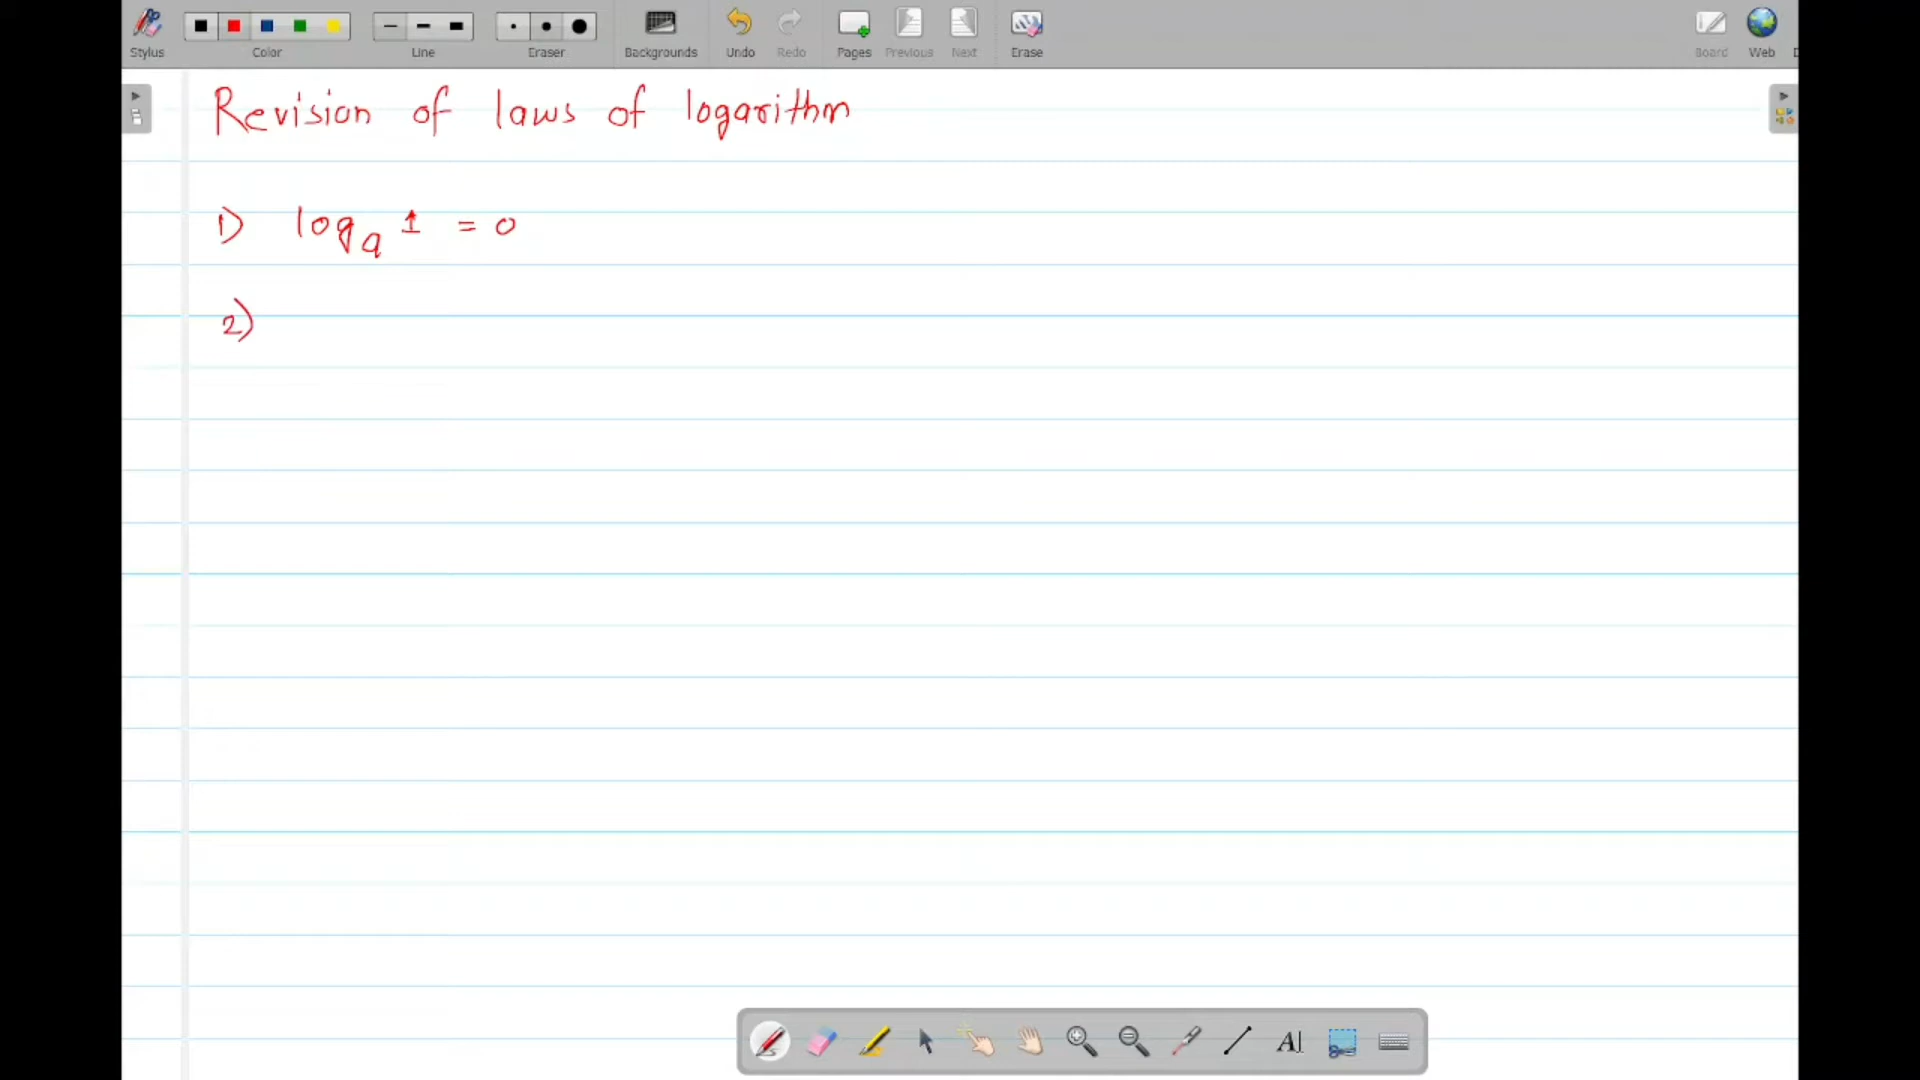 Stylus Color Line Eraser Backgrounds Undo Redo Pages Previous Next Erase Board Web
Revision of laws of logarithm
1) logₐ 1 = 0
2)